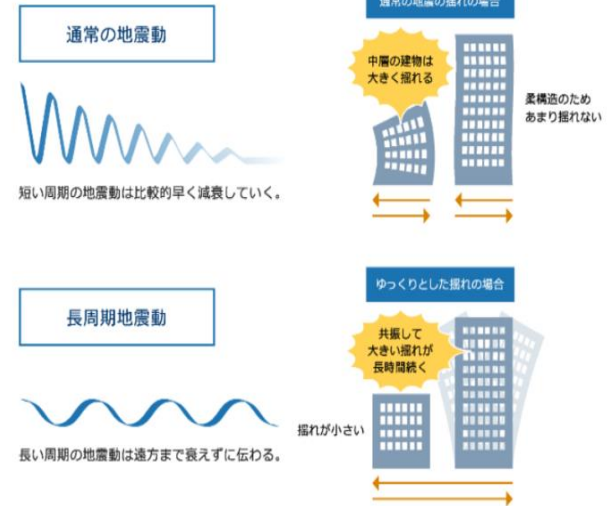 通常の地震動
短い周期の地震動は比較的早く減衰していく。
通常の地震の揺れの場合
中層の建物は
大きく揺れる
柔構造のため
あまり揺れない
長周期地震動
長い周期の地震動は遠方まで衰えずに伝わる。
ゆっくりとした揺れの場合
共振して
大きい揺れが
長時間続く
揺れが小さい